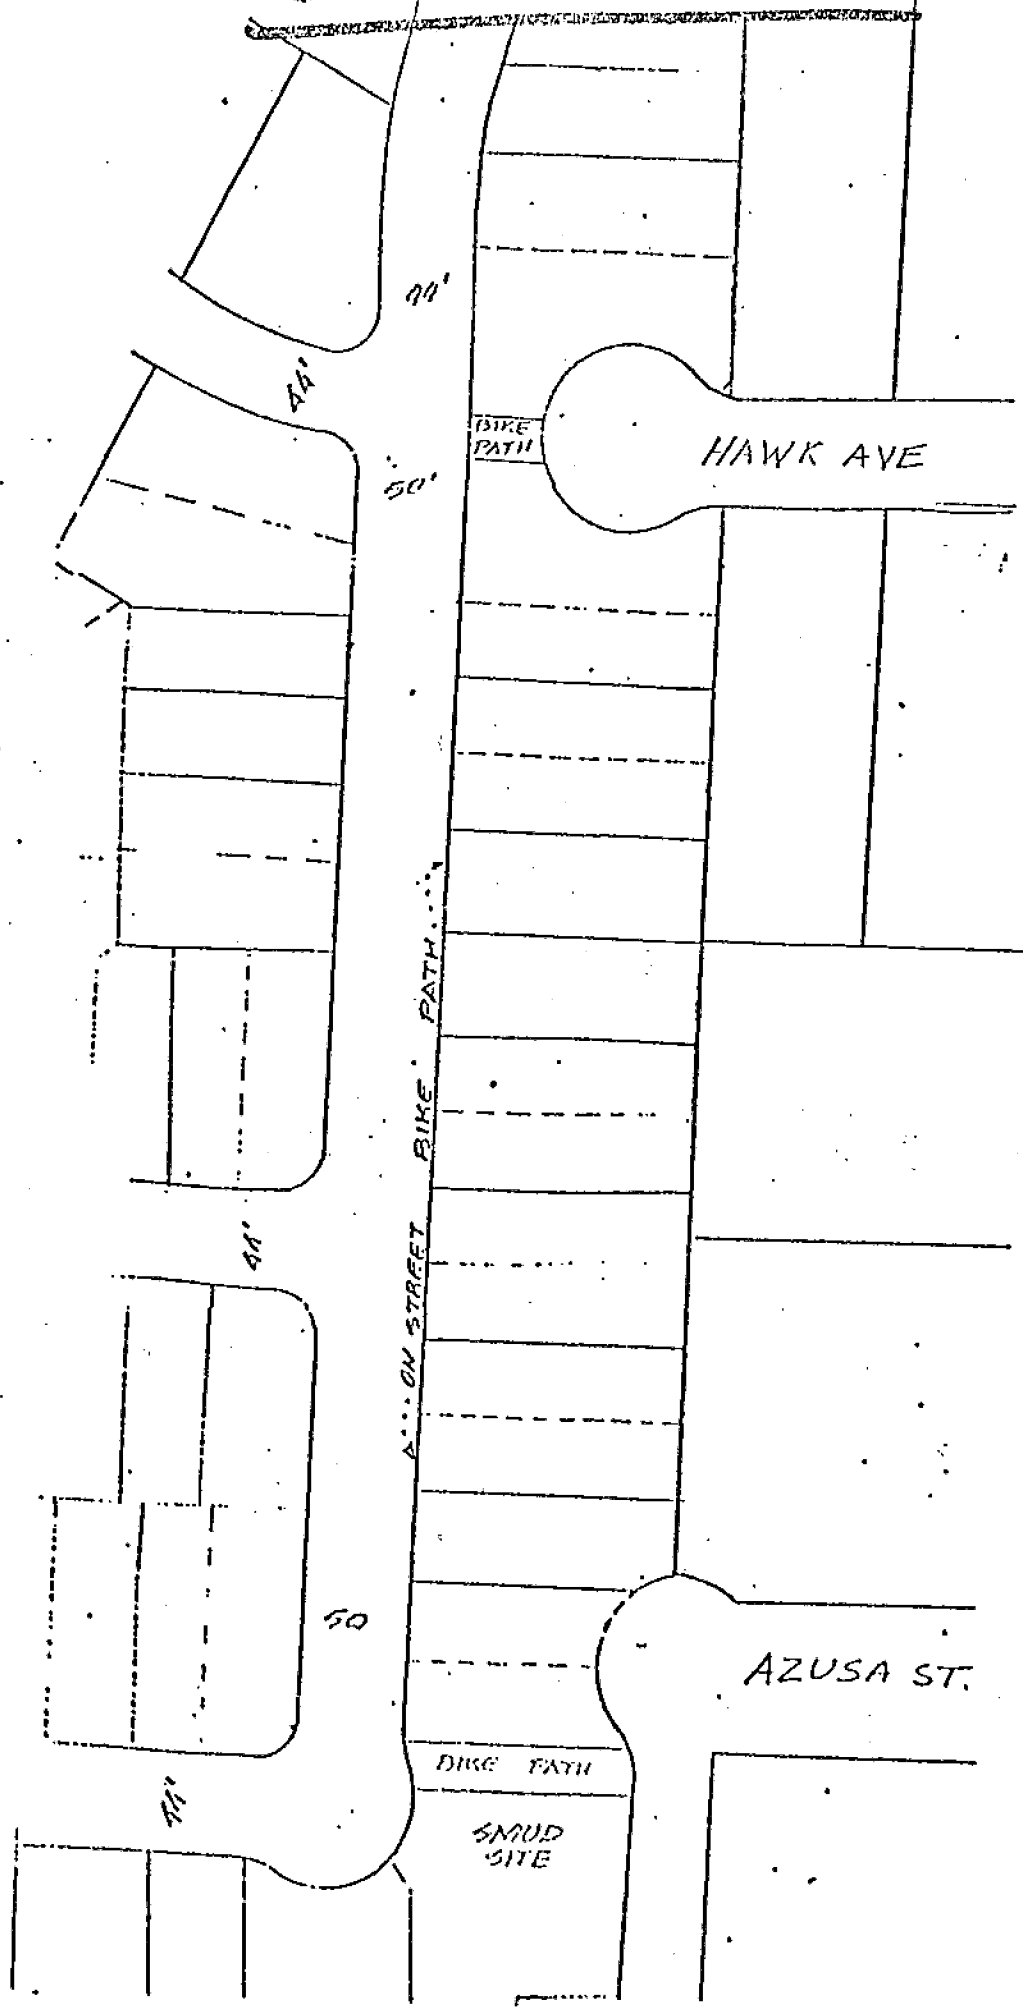 44'
44'
BIKE
PATH
HAWK AVE
50'
ON STREET BIKE PATH
44'
50
AZUSA ST.
BIKE PATH
44'
SMUD
SITE